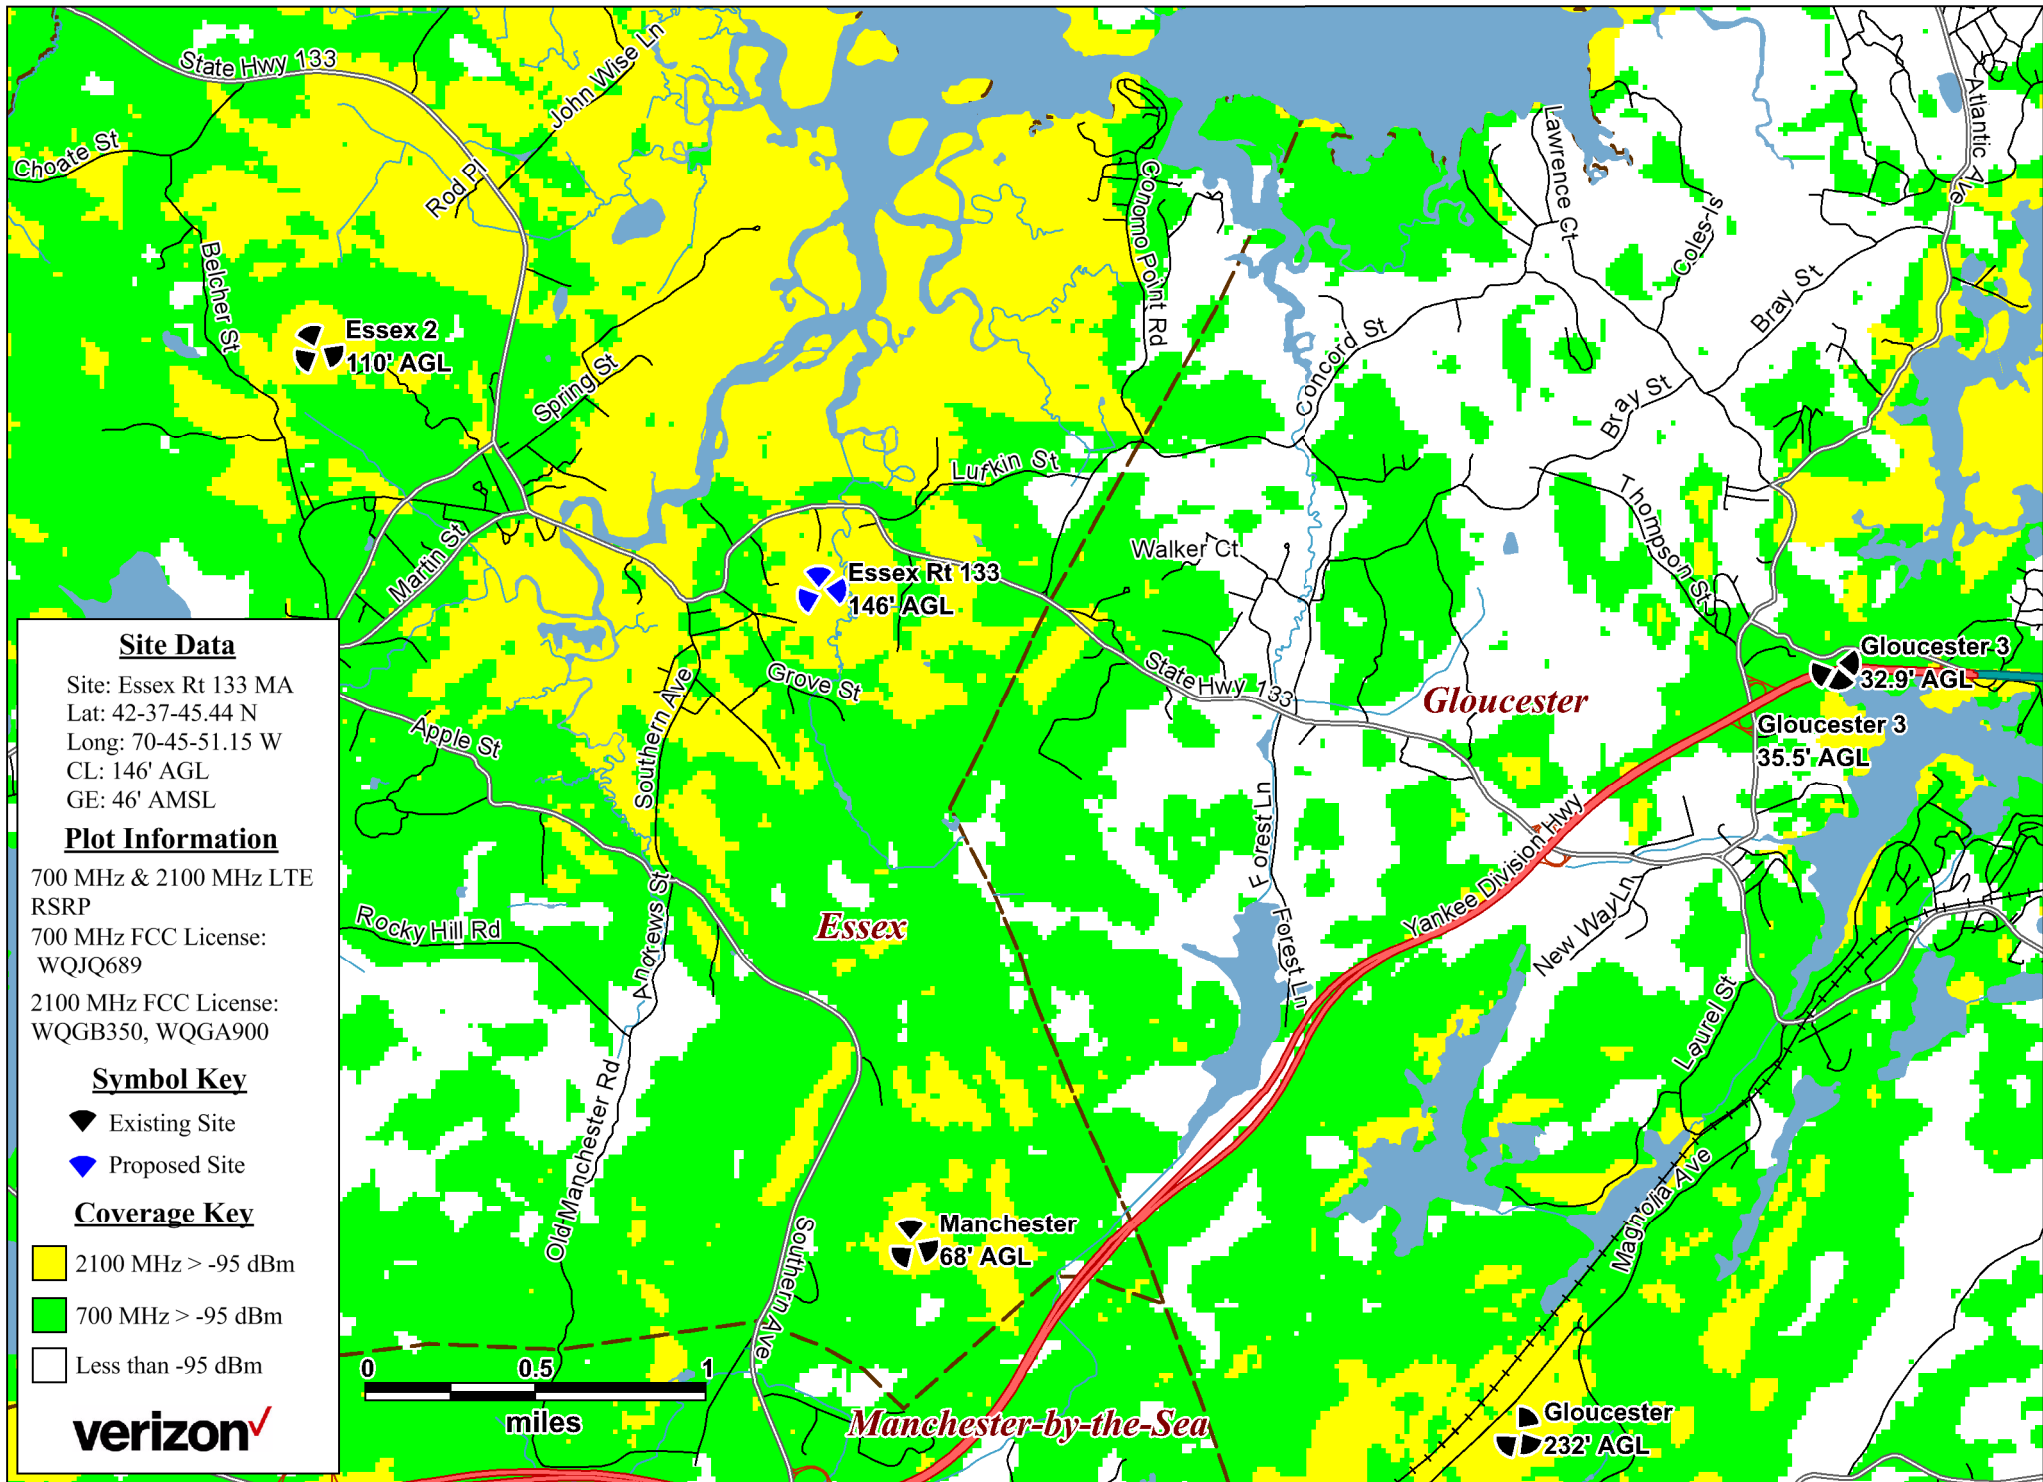 State Hwy 133
John Wise Ln
Choate St
Rod Pl
Belcher St
Conomo Point Rd
Lawrence Ct
Coles-Is
Atlantic Ave
Bray St
Essex 2
110' AGL
Spring St
Concord St
Bray St
Lufkin St
Thompson St
Martin St
Walker Ct
Essex Rt 133
146' AGL
Grove St
Southern Ave
State Hwy 133
Gloucester
Gloucester 3
32.9' AGL
Gloucester 3
35.5' AGL
Apple St
Forest Ln
Yankee Division Hwy
Rocky Hill Rd
Andrews St
Essex
Forest Ln
New Way Ln
Laurel St
Old Manchester Rd
Southern Ave
Manchester
68' AGL
Magnolia Ave
Manchester-by-the-Sea
Gloucester
232' AGL
0 0.5 1
miles
Site Data
Site: Essex Rt 133 MA
Lat: 42-37-45.44 N
Long: 70-45-51.15 W
CL: 146' AGL
GE: 46' AMSL
Plot Information
700 MHz & 2100 MHz LTE
RSRP
700 MHz FCC License:
WQJQ689
2100 MHz FCC License:
WQGB350, WQGA900
Symbol Key
Existing Site
Proposed Site
Coverage Key
2100 MHz > -95 dBm
700 MHz > -95 dBm
Less than -95 dBm
verizon